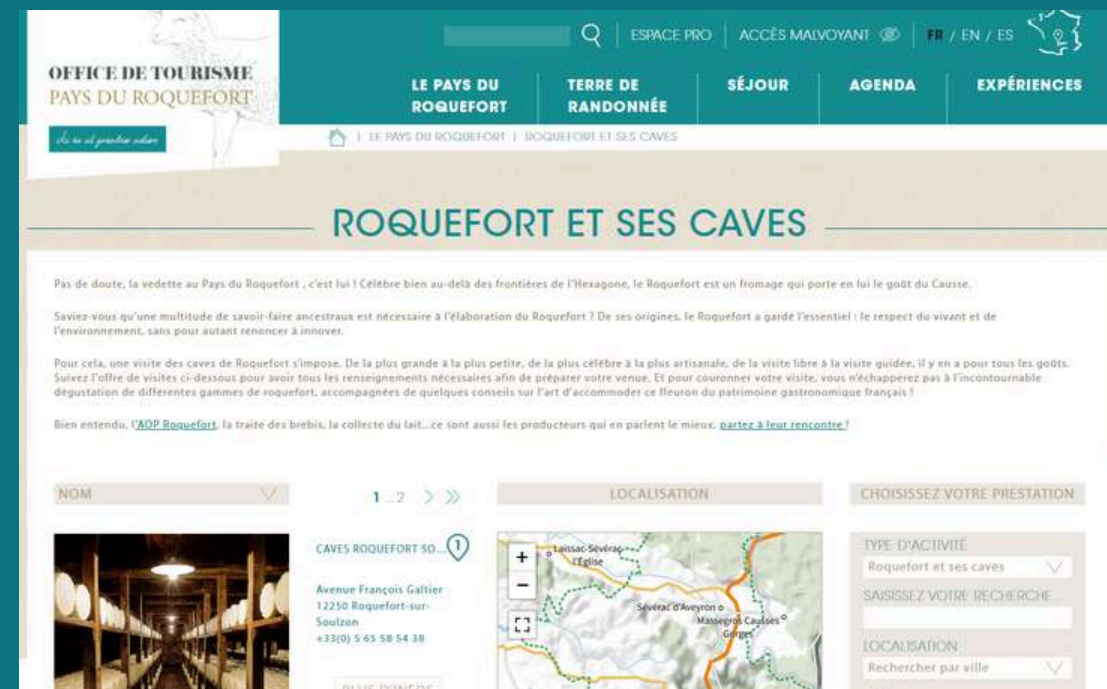 ESPACE PRO | ACCÈS MALVOYANT | FR / EN / ES
OFFICE DE TOURISME
PAYS DU ROQUEFORT
LE PAYS DU
ROQUEFORT
TERRE DE
RANDONNÉE
SÉJOUR
AGENDA
EXPÉRIENCES
| LE PAYS DU ROQUEFORT | ROQUEFORT ET SES CAVES
ROQUEFORT ET SES CAVES
Pas de doute, la vedette au Pays du Roquefort , c'est lui ! Célèbre bien au-delà des frontières de l'Hexagone, le Roquefort est un fromage qui porte en lui le goût du Causse.
Saviez-vous qu'une multitude de savoir-faire ancestraux est nécessaire à l'élaboration du Roquefort ? De ses origines, le Roquefort a gardé l'essentiel : le respect du vivant et de
l'environnement, sans pour autant renoncer à innover.
Pour cela, une visite des caves de Roquefort s'impose. De la plus grande à la plus petite, de la plus célèbre à la plus artisanale, de la visite libre à la visite guidée, il y en a pour tous les goûts.
Suivez l'offre de visites ci-dessous pour avoir tous les renseignements nécessaires afin de préparer votre venue. Et pour couronner votre visite, vous n'échapperez pas à l'incontournable
dégustation de différentes gammes de roquefort, accompagnées de quelques conseils sur l'art d'accommoder ce fleuron du patrimoine gastronomique français !
Bien entendu, l'AOP Roquefort, la traite des brebis, la collecte du lait...ce sont aussi les producteurs qui en parlent le mieux, partez à leur rencontre !
NOM
1 ...2 > >>
LOCALISATION
CHOISISSEZ VOTRE PRESTATION
CAVES ROQUEFORT SO... 1
Avenue François Galtier
12250 Roquefort-sur-
Soulzon
+33(0) 5 65 58 54 38
+
−
Laissac-Sévérac
l'Église
Sévérac d'Aveyron
Massegros Causses
Gorges
TYPE D'ACTIVITÉ
Roquefort et ses caves
SAISISSEZ VOTRE RECHERCHE...
LOCALISATION
Rechercher par ville